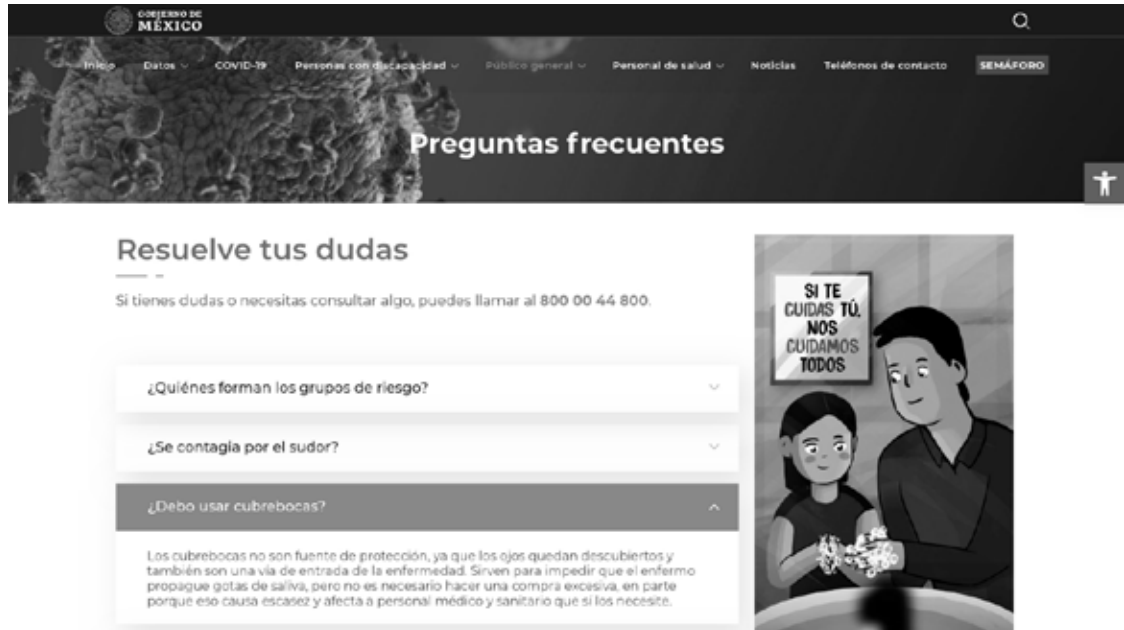 GOBIERNO DE
MÉXICO
Inicio Datos COVID-19 Personas con discapacidad Público general Personal de salud Noticias Teléfonos de contacto SEMÁFORO
Preguntas frecuentes
Resuelve tus dudas
Si tienes dudas o necesitas consultar algo, puedes llamar al 800 00 44 800.
¿Quiénes forman los grupos de riesgo?
¿Se contagia por el sudor?
¿Debo usar cubrebocas?
Los cubrebocas no son fuente de protección, ya que los ojos quedan descubiertos y
también son una vía de entrada de la enfermedad. Sirven para impedir que el enfermo
propague gotas de saliva, pero no es necesario hacer una compra excesiva, en parte
porque eso causa escasez y afecta a personal médico y sanitario que si los necesite.
SI TE
CUIDAS TÚ,
NOS
CUIDAMOS
TODOS